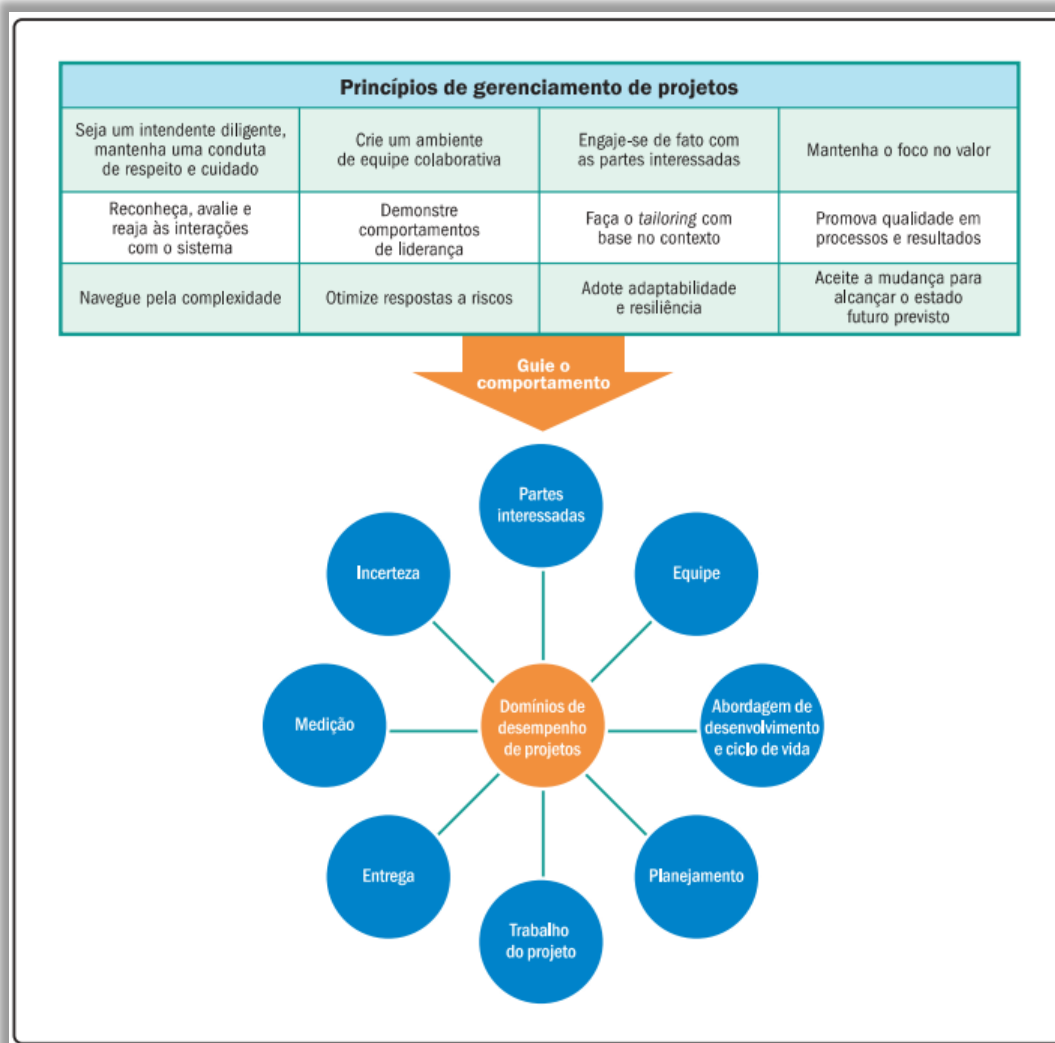 Princípios de gerenciamento de projetos
Seja um intendente diligente,
mantenha uma conduta
de respeito e cuidado
Crie um ambiente
de equipe colaborativa
Engaje-se de fato com
as partes interessadas
Mantenha o foco no valor
Reconheça, avalie e
reaja às interações
com o sistema
Demonstre
comportamentos
de liderança
Faça o tailoring com
base no contexto
Promova qualidade em
processos e resultados
Navegue pela complexidade
Otimize respostas a riscos
Adote adaptabilidade
e resiliência
Aceite a mudança para
alcançar o estado
futuro previsto
Guie o
comportamento
Partes
interessadas
Incerteza
Equipe
Medição
Domínios de
desempenho
de projetos
Abordagem de
desenvolvimento
e ciclo de vida
Entrega
Planejamento
Trabalho
do projeto